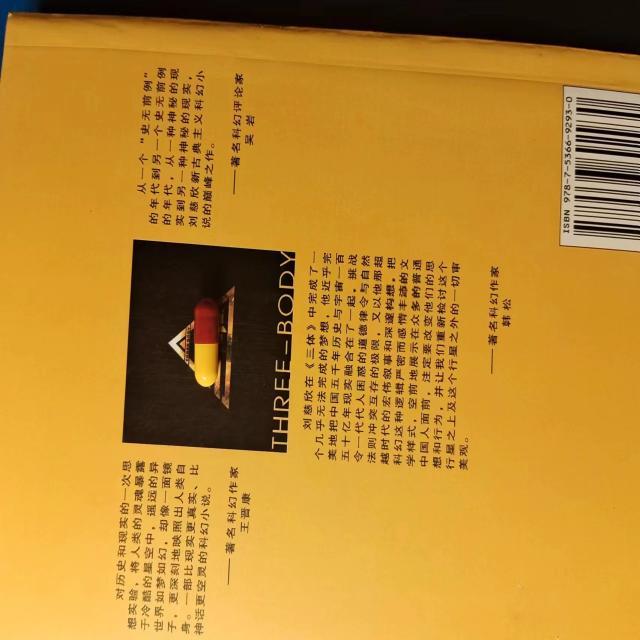 对历史和现实的一次思
想实验，将人类的灵魂暴露
于冷酷的星空中，遥远的异
世界如梦如幻，却像一面镜
子，更深刻地映照出人类自
身。一部比现实更真实、比
神话更空灵的科幻小说。
——著名科幻作家
王晋康
THREE-BODY
从一个“史无前例”
的年代到另一个史无前例
的年代，从一种神秘的现
实到另一种神秘的现实，
刘慈欣新古典主义科幻小
说的巅峰之作。
——著名科幻评论家
吴岩
刘慈欣在《三体》中完成了一
个几乎无法完成的梦想，他近乎完
美地把中国五千年历史与宇宙一百
五十亿年现实融合在了一起，挑战
令一代代人困惑的道德律令与自然
法则冲突互存的极限，又以他那超
越时代的宏伟叙事和深邃构想，把
科幻这种逻辑严密而感情丰沛的文
学样式，空前地展示在众多的普通
中国人面前，注定要改变他们的思
想和行为，并让我们重新检讨这个
行星之上及这个行星之外的一切审
美观。
——著名科幻作家
韩松
ISBN 978-7-5366-9293-0